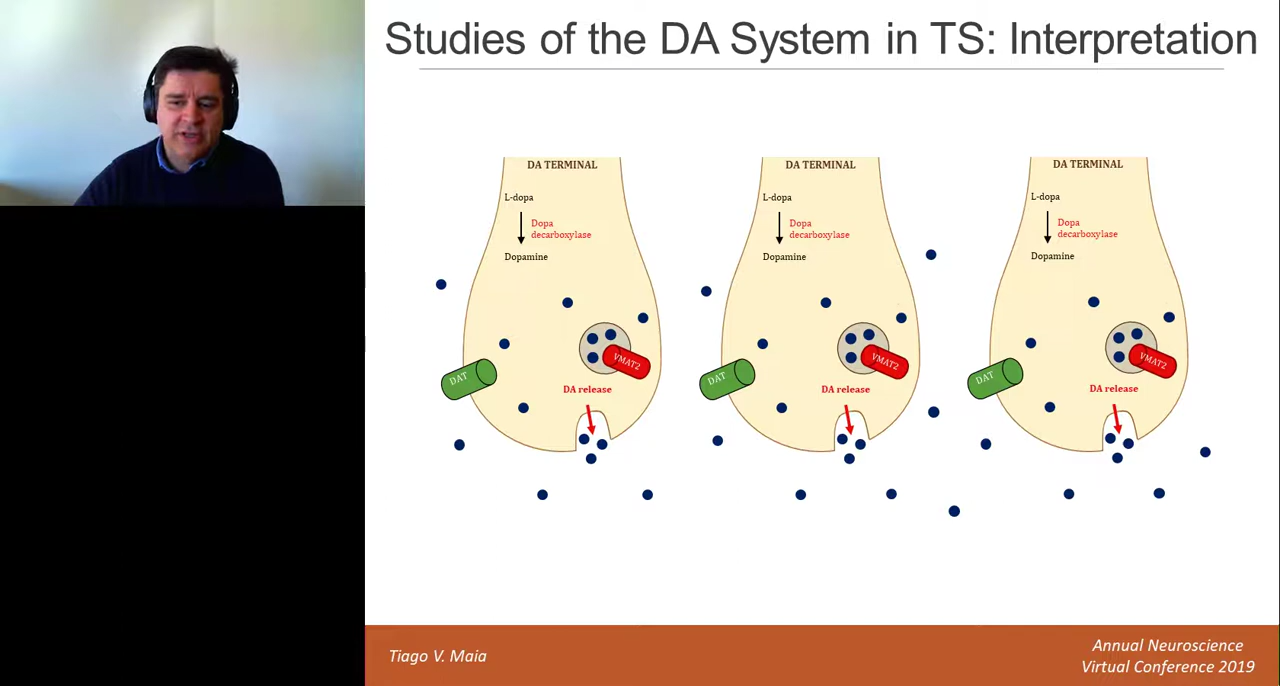 Studies of the DA System in TS: Interpretation
DA TERMINAL
L-dopa
Dopa
decarboxylase
Dopamine
VMAT2
DAT
DA release
DA TERMINAL
L-dopa
Dopa
decarboxylase
Dopamine
VMAT2
DAT
DA release
DA TERMINAL
L-dopa
Dopa
decarboxylase
Dopamine
VMAT2
DAT
DA release
Tiago V. Maia
Annual Neuroscience
Virtual Conference 2019